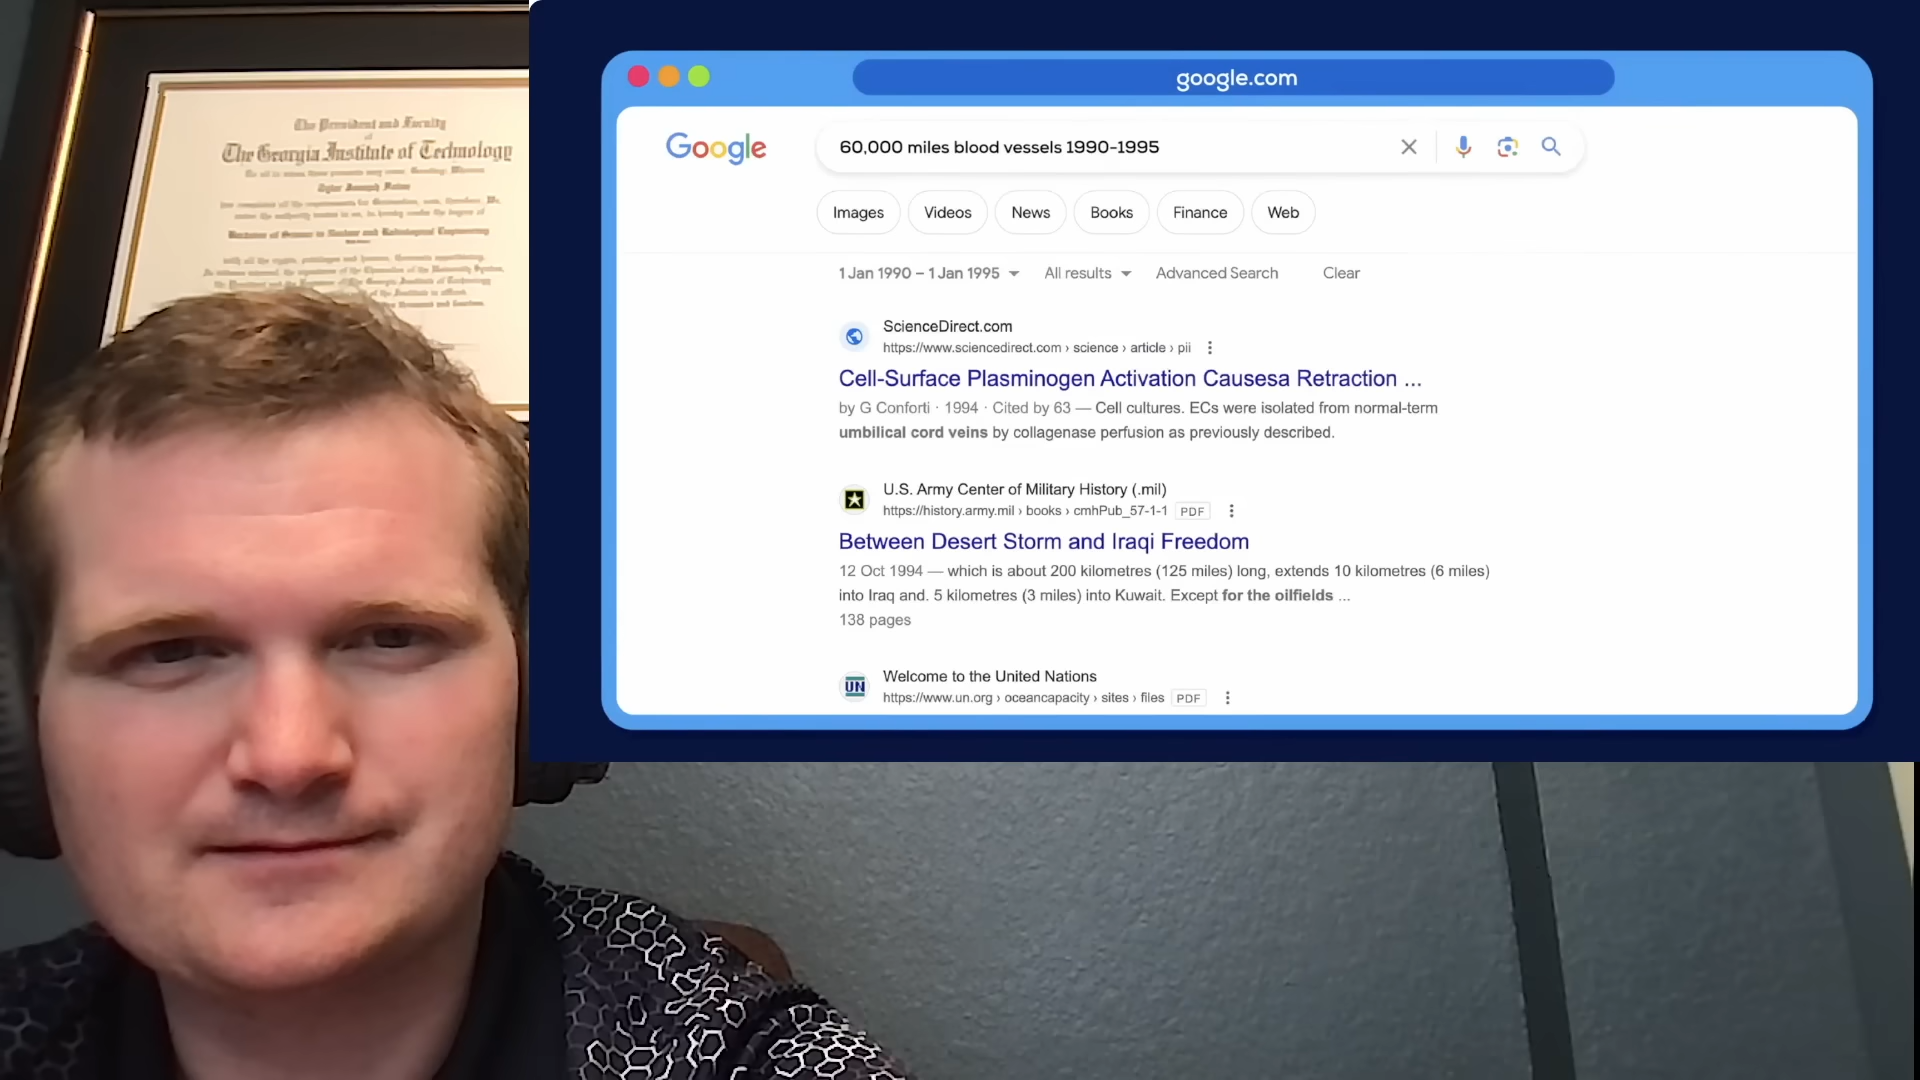 The President and Faculty
of
The Georgia Institute of Technology
google.com
Google
60,000 miles blood vessels 1990-1995
Images
Videos
News
Books
Finance
Web
1 Jan 1990 – 1 Jan 1995
All results
Advanced Search
Clear
ScienceDirect.com
https://www.sciencedirect.com › science › article › pii
Cell-Surface Plasminogen Activation Causesa Retraction ...
by G Conforti · 1994 · Cited by 63 — Cell cultures. ECs were isolated from normal-term
umbilical cord veins by collagenase perfusion as previously described.
U.S. Army Center of Military History (.mil)
https://history.army.mil › books › cmhPub_57-1-1 PDF
Between Desert Storm and Iraqi Freedom
12 Oct 1994 — which is about 200 kilometres (125 miles) long, extends 10 kilometres (6 miles)
into Iraq and. 5 kilometres (3 miles) into Kuwait. Except for the oilfields ...
138 pages
UN
Welcome to the United Nations
https://www.un.org › oceancapacity › sites › files PDF